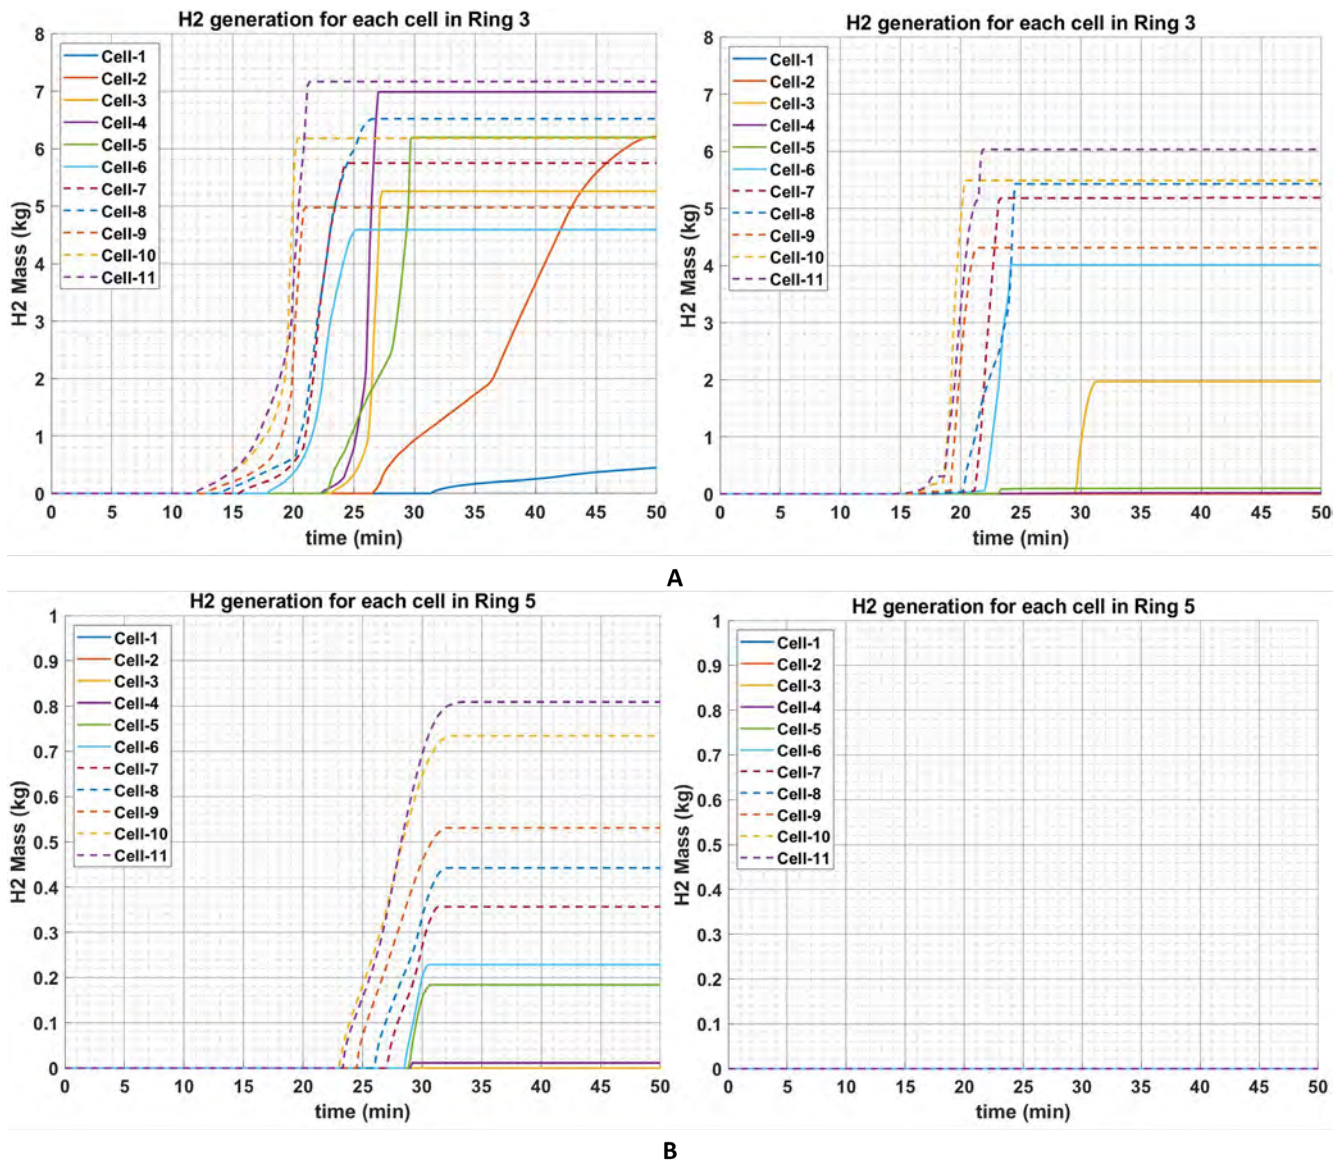 H2 generation for each cell in Ring 3
H2 Mass (kg)
8
7
6
5
4
3
2
1
0
Cell-1
Cell-2
Cell-3
Cell-4
Cell-5
Cell-6
Cell-7
Cell-8
Cell-9
Cell-10
Cell-11
0 5 10 15 20 25 30 35 40 45 50
time (min)
H2 generation for each cell in Ring 3
H2 Mass (kg)
8
7
6
5
4
3
2
1
0
Cell-1
Cell-2
Cell-3
Cell-4
Cell-5
Cell-6
Cell-7
Cell-8
Cell-9
Cell-10
Cell-11
0 5 10 15 20 25 30 35 40 45 50
time (min)
A
H2 generation for each cell in Ring 5
H2 Mass (kg)
1
0.9
0.8
0.7
0.6
0.5
0.4
0.3
0.2
0.1
0
Cell-1
Cell-2
Cell-3
Cell-4
Cell-5
Cell-6
Cell-7
Cell-8
Cell-9
Cell-10
Cell-11
0 5 10 15 20 25 30 35 40 45 50
time (min)
H2 generation for each cell in Ring 5
H2 Mass (kg)
1
0.9
0.8
0.7
0.6
0.5
0.4
0.3
0.2
0.1
0
Cell-1
Cell-2
Cell-3
Cell-4
Cell-5
Cell-6
Cell-7
Cell-8
Cell-9
Cell-10
Cell-11
0 5 10 15 20 25 30 35 40 45 50
time (min)
B